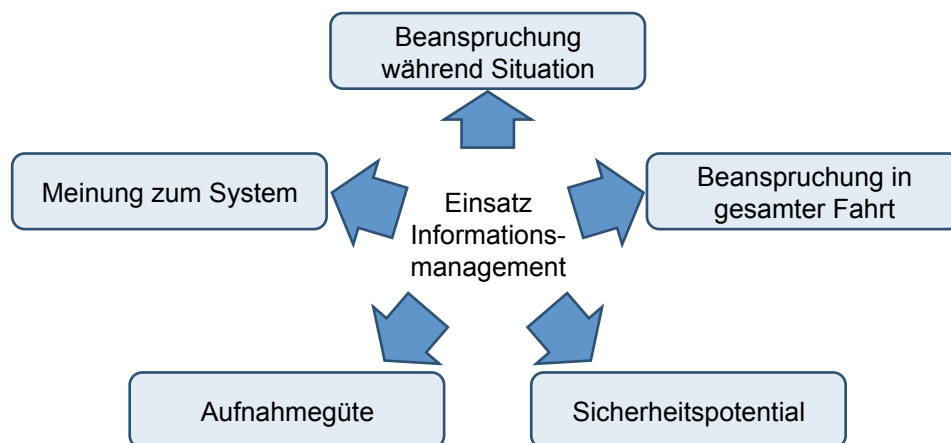 Beanspruchung
während Situation
Meinung zum System
Beanspruchung in
gesamter Fahrt
Einsatz
Informations-
management
Aufnahmegüte
Sicherheitspotential